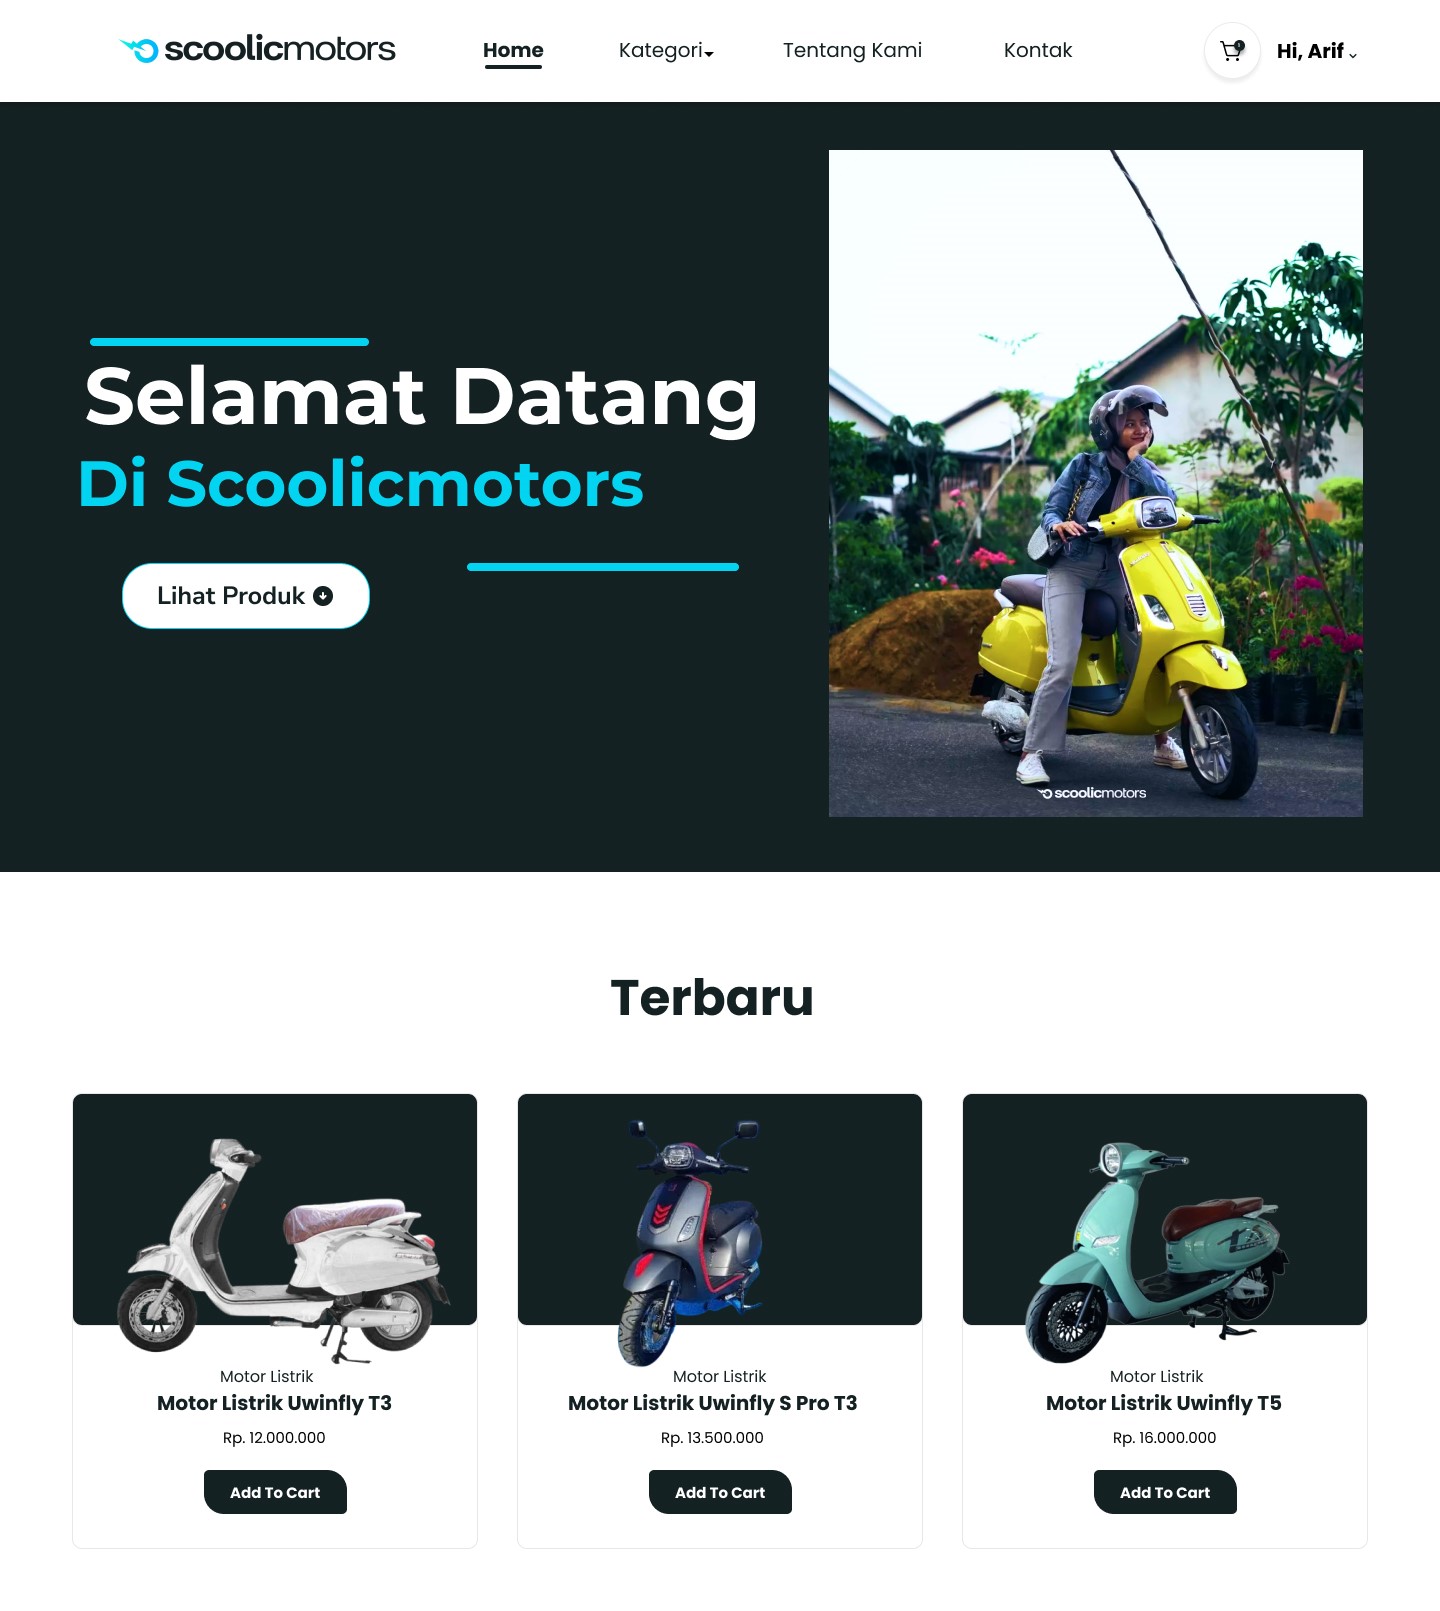 scoolicmotors
Home
Kategori
Tentang Kami
Kontak
Hi, Arif
Selamat Datang
Di Scoolicmotors
Lihat Produk
scoolicmotors
Terbaru
Motor Listrik
Motor Listrik Uwinfly T3
Rp. 12.000.000
Add To Cart
Motor Listrik
Motor Listrik Uwinfly S Pro T3
Rp. 13.500.000
Add To Cart
Motor Listrik
Motor Listrik Uwinfly T5
Rp. 16.000.000
Add To Cart